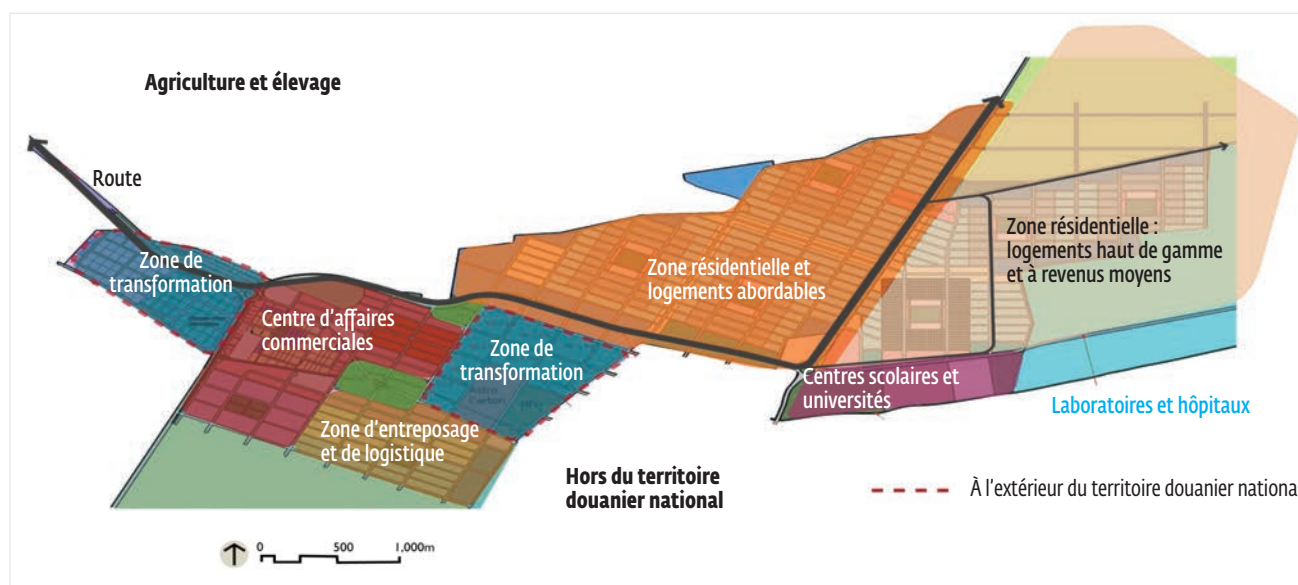 Agriculture et élevage
Route
Zone de
transformation
Centre d'affaires
commerciales
Zone de
transformation
Zone résidentielle et
logements abordables
Zone résidentielle :
logements haut de gamme
et à revenus moyens
Centres scolaires et
universités
Laboratoires et hôpitaux
Zone d'entreposage
et de logistique
Hors du territoire
douanier national
À l'extérieur du territoire douanier nationa
0 500 1,000m